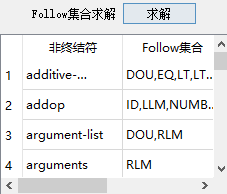 Follow集合求解 求解
非终结符 Follow集合
1 additive-... DOU,EQ,LT,LT...
2 addop ID,LLM,NUMB...
3 argument-list DOU,RLM
4 arguments RLM